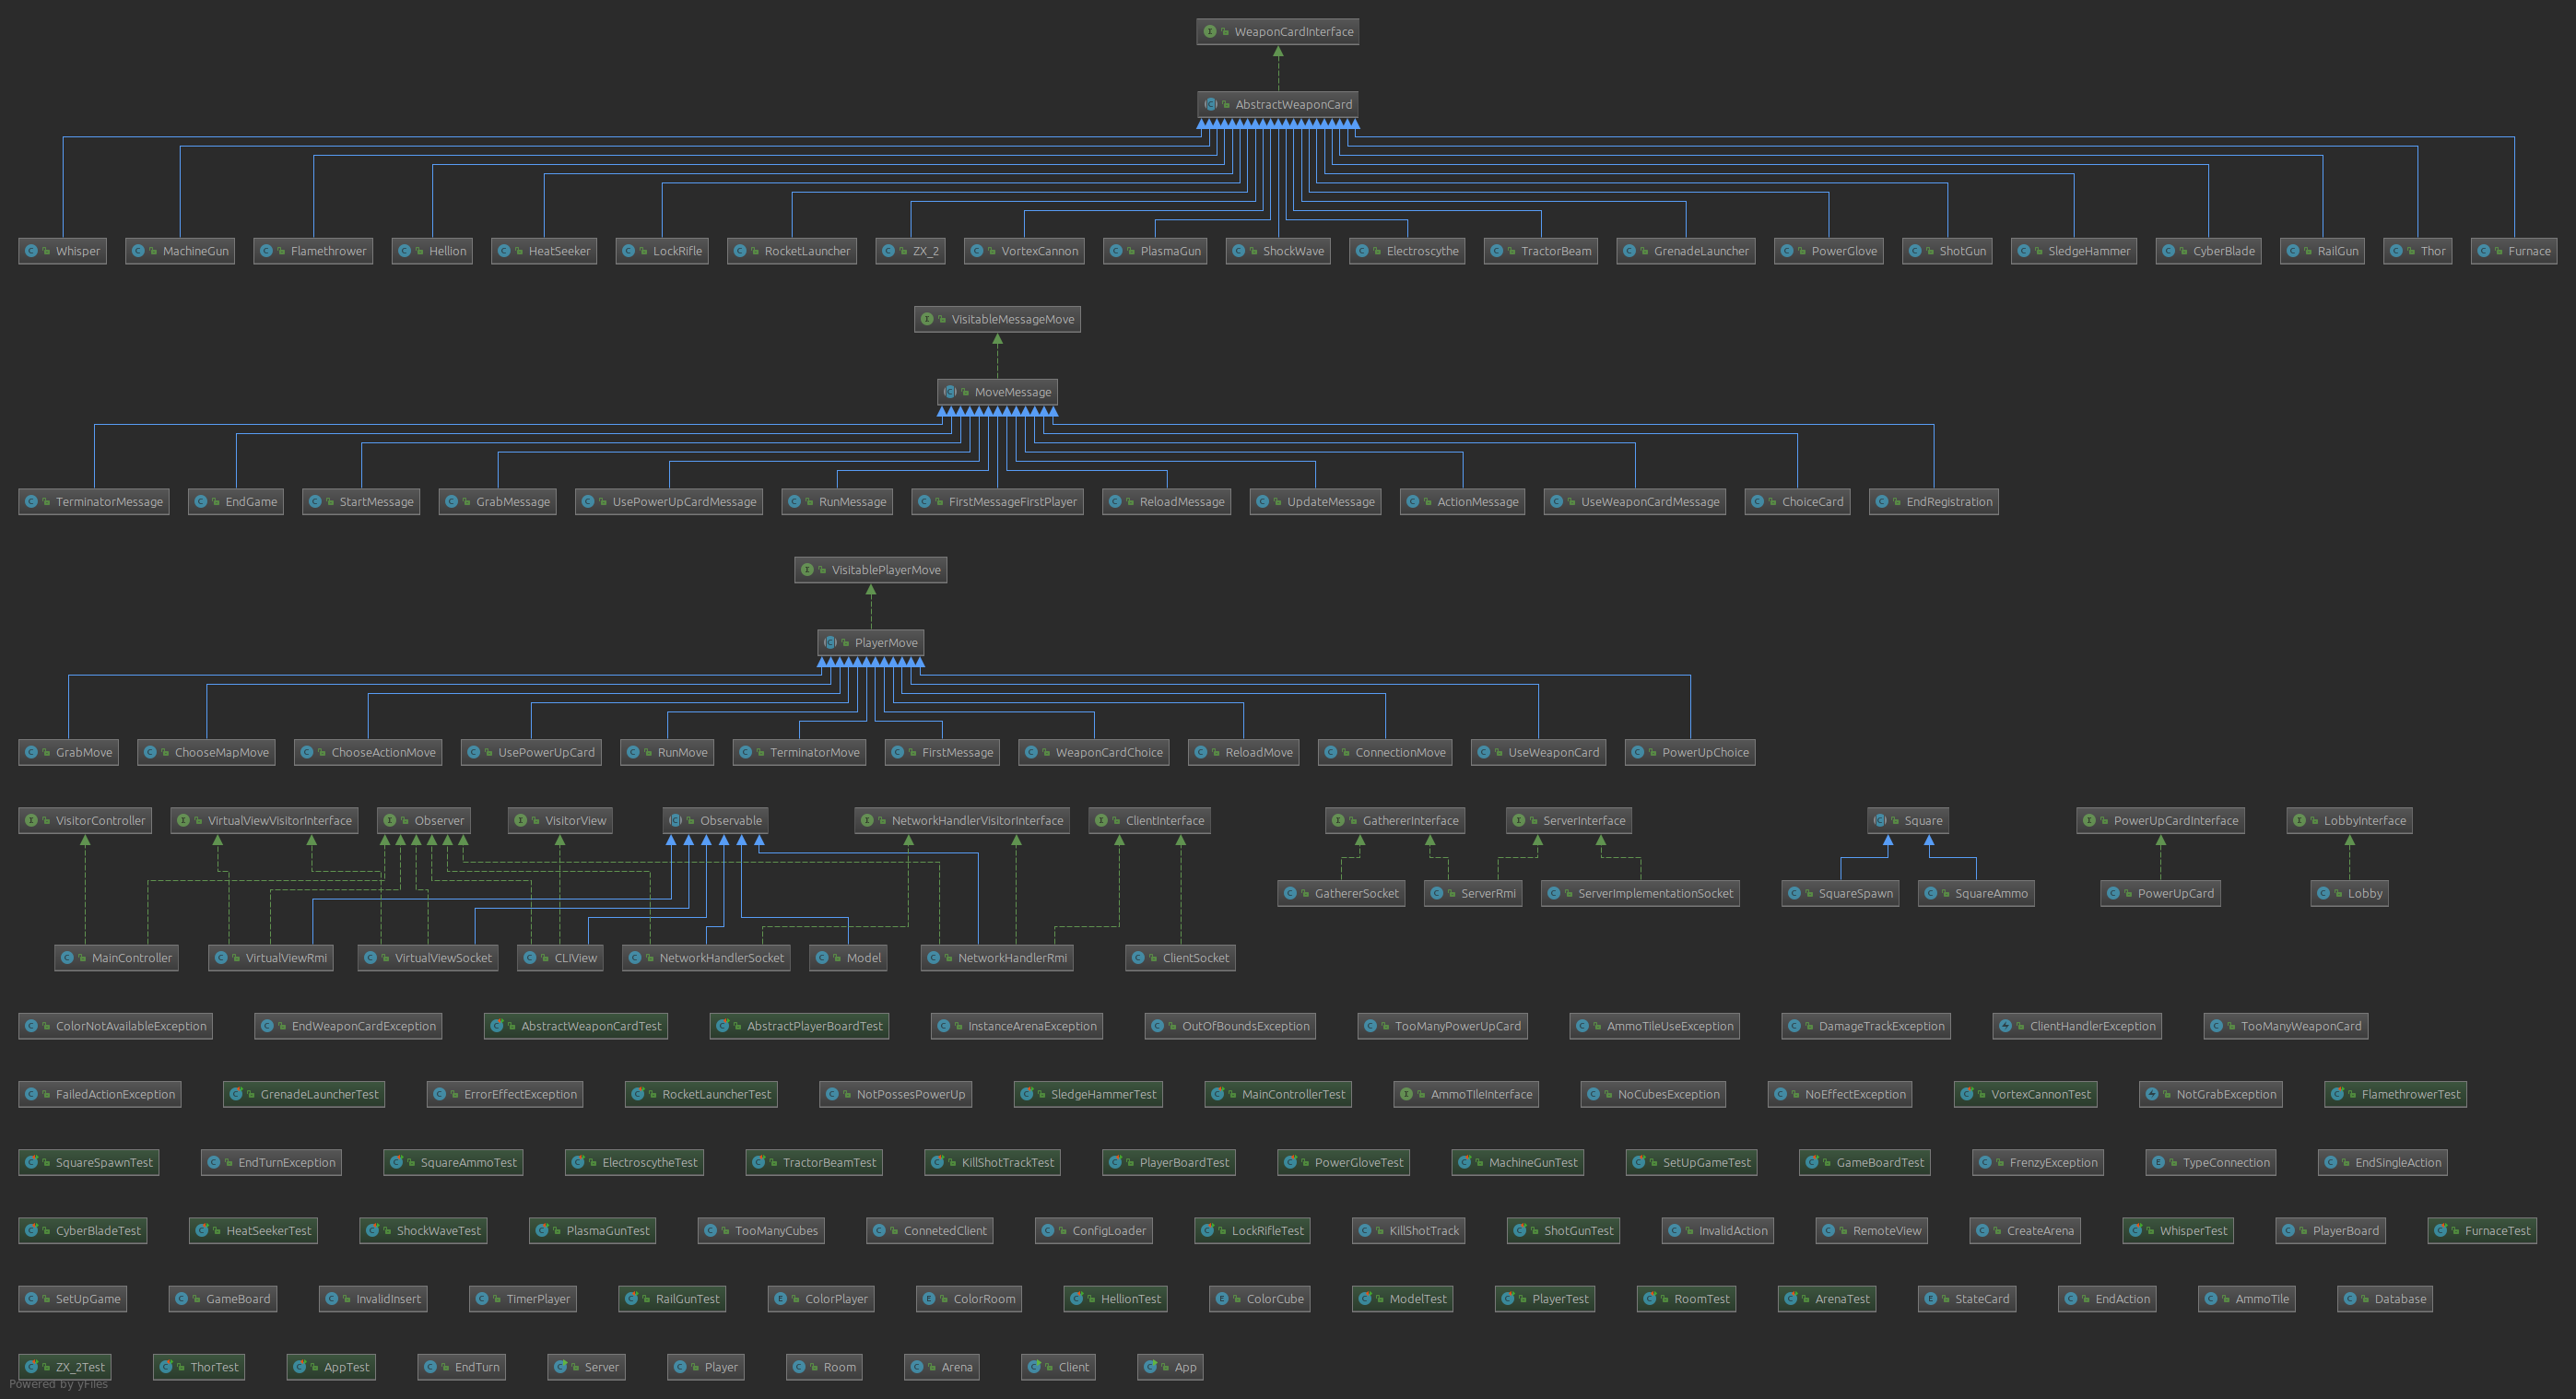 WeaponCardInterface
AbstractWeaponCard
Whisper MachineGun Flamethrower Hellion HeatSeeker LockRifle RocketLauncher ZX_2 VortexCannon PlasmaGun ShockWave Electroscythe TractorBeam GrenadeLauncher PowerGlove ShotGun SledgeHammer CyberBlade RailGun Thor Furnace
VisitableMessageMove
MoveMessage
TerminatorMessage EndGame StartMessage GrabMessage UsePowerUpCardMessage RunMessage FirstMessageFirstPlayer ReloadMessage UpdateMessage ActionMessage UseWeaponCardMessage ChoiceCard EndRegistration
VisitablePlayerMove
PlayerMove
GrabMove ChooseMapMove ChooseActionMove UsePowerUpCard RunMove TerminatorMove FirstMessage WeaponCardChoice ReloadMove ConnectionMove UseWeaponCard PowerUpChoice
VisitorController VirtualViewVisitorInterface Observer VisitorView Observable NetworkHandlerVisitorInterface ClientInterface GathererInterface ServerInterface Square PowerUpCardInterface LobbyInterface
GathererSocket ServerRmi ServerImplementationSocket SquareSpawn SquareAmmo PowerUpCard Lobby
MainController VirtualViewRmi VirtualViewSocket CLIView NetworkHandlerSocket Model NetworkHandlerRmi ClientSocket
ColorNotAvailableException EndWeaponCardException AbstractWeaponCardTest AbstractPlayerBoardTest InstanceArenaException OutOfBoundsException TooManyPowerUpCard AmmoTileUseException DamageTrackException ClientHandlerException TooManyWeaponCard
FailedActionException GrenadeLauncherTest ErrorEffectException RocketLauncherTest NotPossesPowerUp SledgeHammerTest MainControllerTest AmmoTileInterface NoCubesException NoEffectException VortexCannonTest NotGrabException FlamethrowerTest
SquareSpawnTest EndTurnException SquareAmmoTest ElectroscytheTest TractorBeamTest KillShotTrackTest PlayerBoardTest PowerGloveTest MachineGunTest SetUpGameTest GameBoardTest FrenzyException TypeConnection EndSingleAction
CyberBladeTest HeatSeekerTest ShockWaveTest PlasmaGunTest TooManyCubes ConnetedClient ConfigLoader LockRifleTest KillShotTrack ShotGunTest InvalidAction RemoteView CreateArena WhisperTest PlayerBoard FurnaceTest
SetUpGame GameBoard InvalidInsert TimerPlayer RailGunTest ColorPlayer ColorRoom HellionTest ColorCube ModelTest PlayerTest RoomTest ArenaTest StateCard EndAction AmmoTile Database
ZX_2Test ThorTest AppTest EndTurn Server Player Room Arena Client App
Powered by yFiles